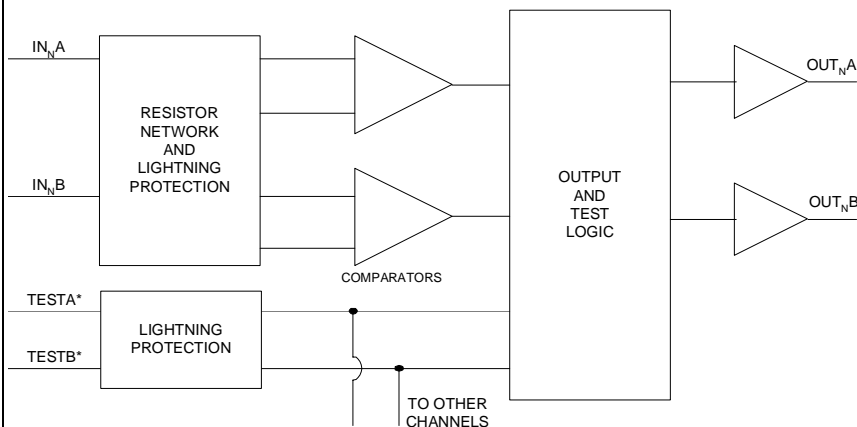 IN_NA
IN_NB
RESISTOR
NETWORK
AND
LIGHTNING
PROTECTION
COMPARATORS
OUTPUT
AND
TEST
LOGIC
OUT_NA
OUT_NB
TESTA*
TESTB*
LIGHTNING
PROTECTION
TO OTHER
CHANNELS